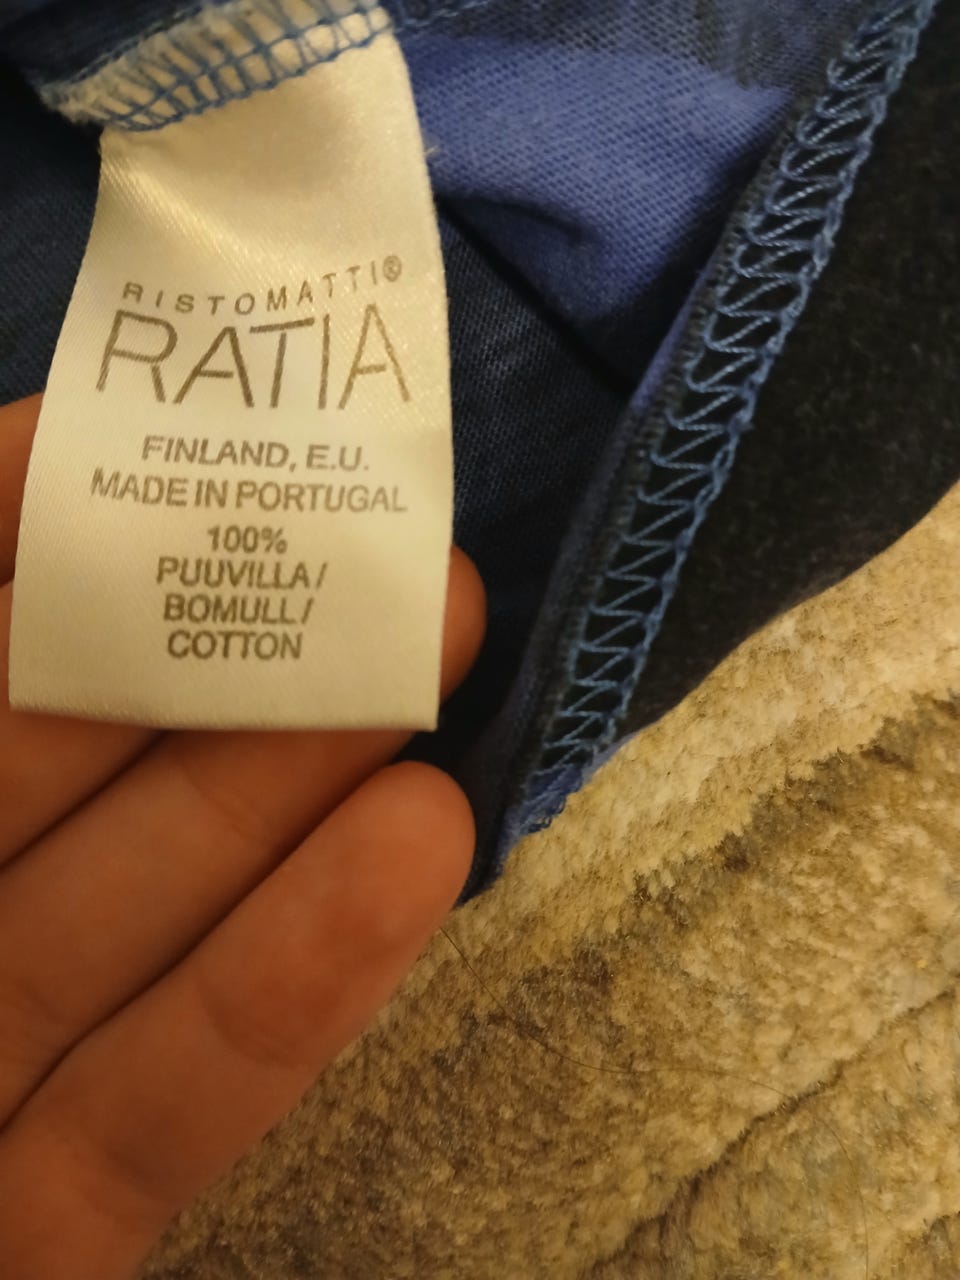 RISTOMATTI®
RATIA
FINLAND, E.U.
MADE IN PORTUGAL
100%
PUUVILLA/
BOMULL/
COTTON